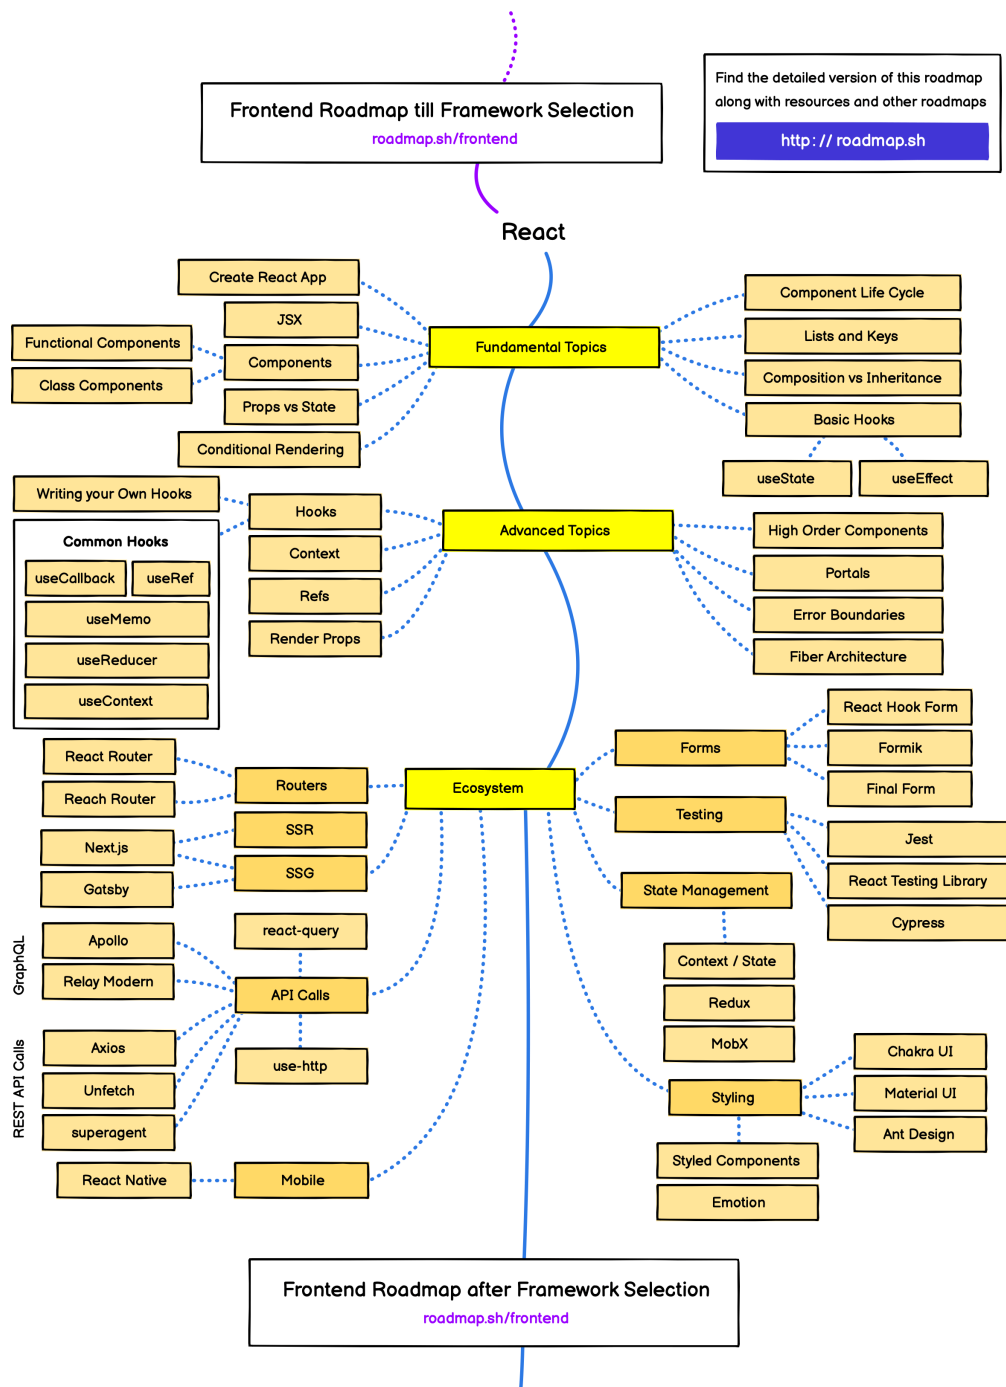 Frontend Roadmap till Framework Selection
roadmap.sh/frontend
Find the detailed version of this roadmap
along with resources and other roadmaps
http://roadmap.sh
React
Fundamental Topics
Create React App
JSX
Components
Functional Components
Class Components
Props vs State
Conditional Rendering
Component Life Cycle
Lists and Keys
Composition vs Inheritance
Basic Hooks
useState
useEffect
Advanced Topics
Hooks
Writing your Own Hooks
Common Hooks
useCallback
useRef
useMemo
useReducer
useContext
Context
Refs
Render Props
High Order Components
Portals
Error Boundaries
Fiber Architecture
Ecosystem
Routers
React Router
Reach Router
SSR
SSG
Next.js
Gatsby
react-query
API Calls
use-http
GraphQL
Apollo
Relay Modern
REST API Calls
Axios
Unfetch
superagent
Mobile
React Native
Forms
React Hook Form
Formik
Final Form
Testing
Jest
React Testing Library
Cypress
State Management
Context / State
Redux
MobX
Styling
Chakra UI
Material UI
Ant Design
Styled Components
Emotion
Frontend Roadmap after Framework Selection
roadmap.sh/frontend